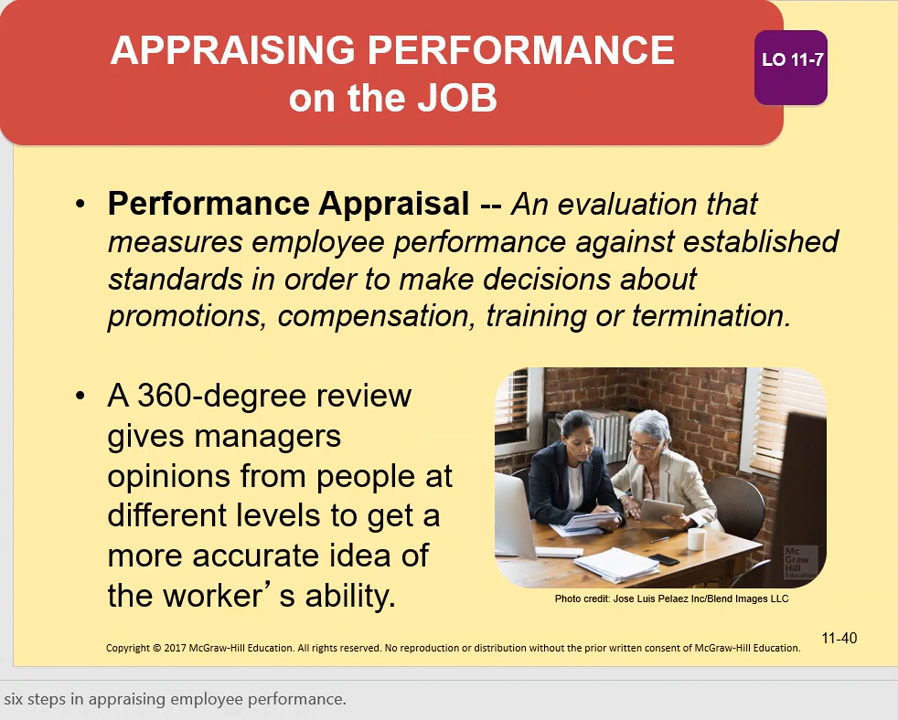 APPRAISING PERFORMANCE
on the JOB
LO 11-7
• Performance Appraisal -- An evaluation that
measures employee performance against established
standards in order to make decisions about
promotions, compensation, training or termination.
• A 360-degree review
gives managers
opinions from people at
different levels to get a
more accurate idea of
the worker’ s ability.
Mc
Graw
Hill
Education
Photo credit: Jose Luis Pelaez Inc/Blend Images LLC
11-40
Copyright © 2017 McGraw-Hill Education. All rights reserved. No reproduction or distribution without the prior written consent of McGraw-Hill Education.
six steps in appraising employee performance.